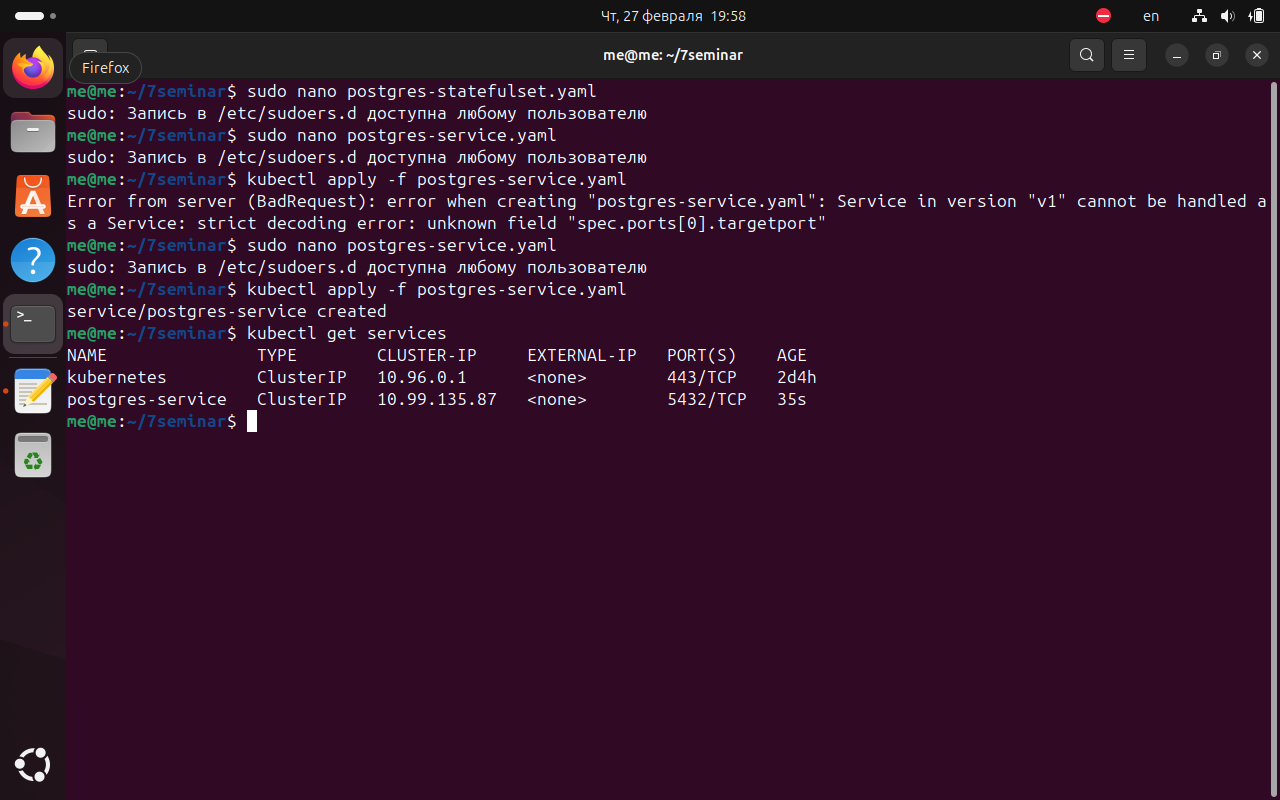 Чт, 27 февраля 19:58
en
me@me: ~/7seminar
Firefox
me@me:~/7seminar$ sudo nano postgres-statefulset.yaml
sudo: Запись в /etc/sudoers.d доступна любому пользователю
me@me:~/7seminar$ sudo nano postgres-service.yaml
sudo: Запись в /etc/sudoers.d доступна любому пользователю
me@me:~/7seminar$ kubectl apply -f postgres-service.yaml
Error from server (BadRequest): error when creating "postgres-service.yaml": Service in version "v1" cannot be handled a
s a Service: strict decoding error: unknown field "spec.ports[0].targetport"
me@me:~/7seminar$ sudo nano postgres-service.yaml
sudo: Запись в /etc/sudoers.d доступна любому пользователю
me@me:~/7seminar$ kubectl apply -f postgres-service.yaml
service/postgres-service created
me@me:~/7seminar$ kubectl get services
NAME TYPE CLUSTER-IP EXTERNAL-IP PORT(S) AGE
kubernetes ClusterIP 10.96.0.1 <none> 443/TCP 2d4h
postgres-service ClusterIP 10.99.135.87 <none> 5432/TCP 35s
me@me:~/7seminar$